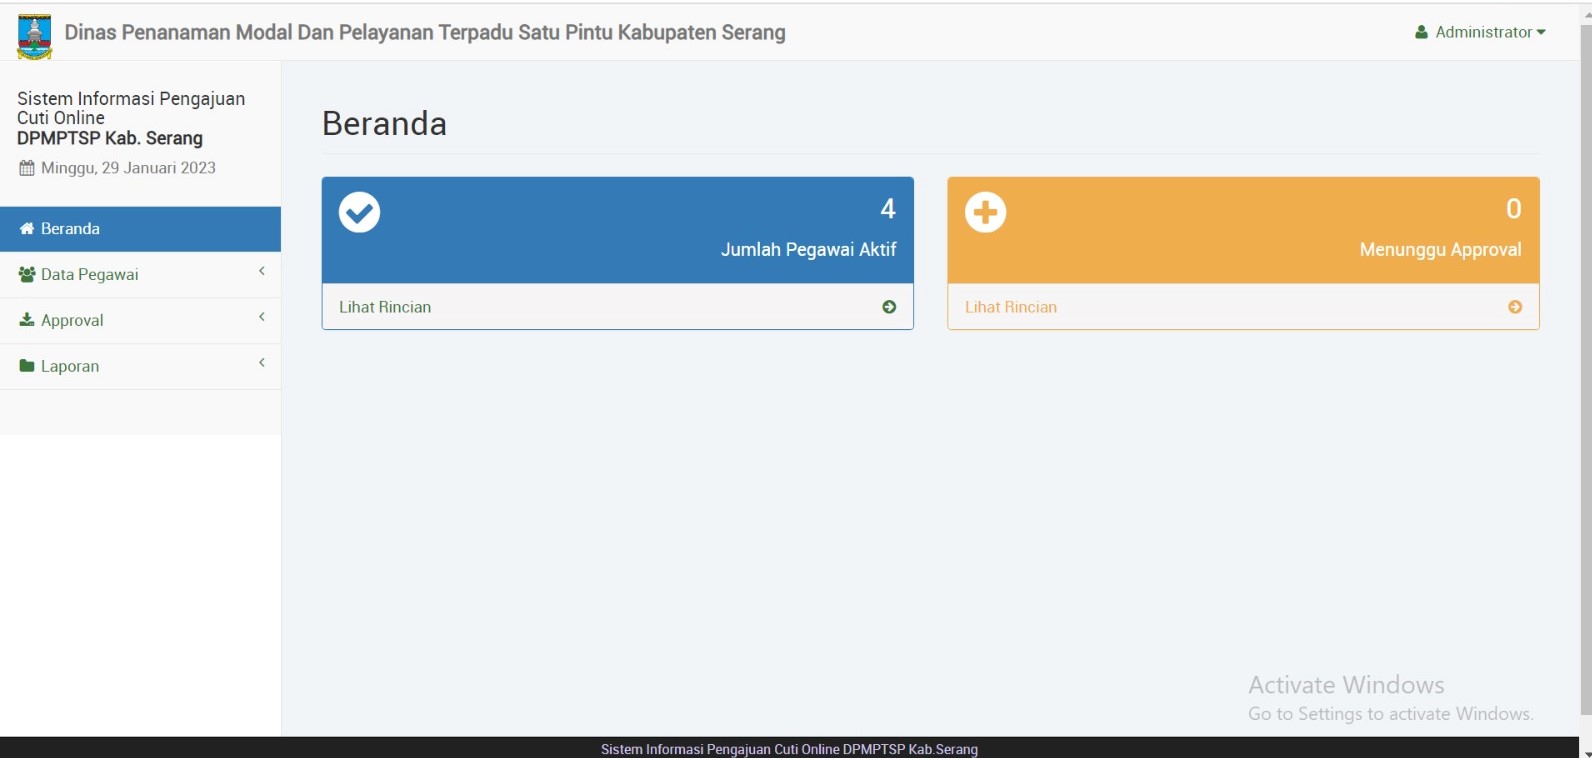 Dinas Penanaman Modal Dan Pelayanan Terpadu Satu Pintu Kabupaten Serang
Administrator
Sistem Informasi Pengajuan
Cuti Online
DPMPTSP Kab. Serang
Minggu, 29 Januari 2023
Beranda
Data Pegawai
Approval
Laporan
Beranda
4
Jumlah Pegawai Aktif
Lihat Rincian
0
Menunggu Approval
Lihat Rincian
Activate Windows
Go to Settings to activate Windows.
Sistem Informasi Pengajuan Cuti Online DPMPTSP Kab.Serang